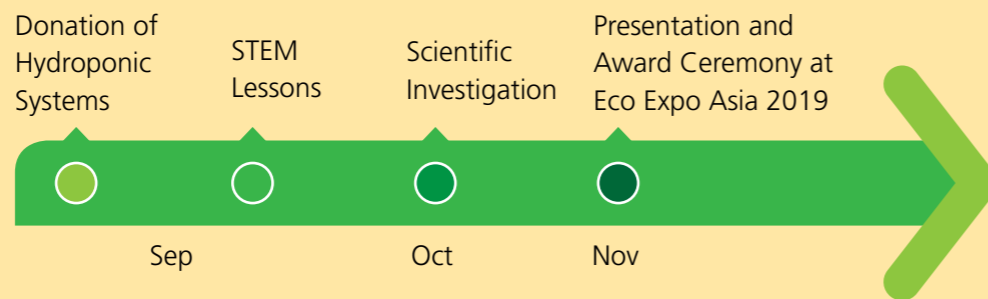 Donation of
Hydroponic
Systems
STEM
Lessons
Scientific
Investigation
Presentation and
Award Ceremony at
Eco Expo Asia 2019
Sep
Oct
Nov